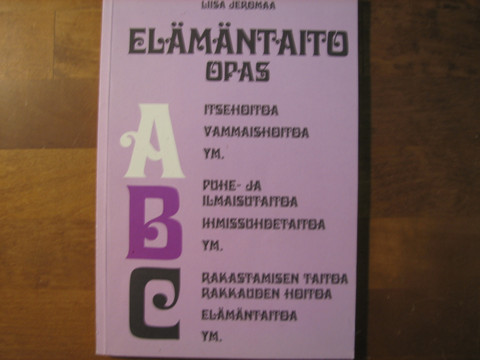 LIISA JEROMAA
ELÄMÄNTAITO
OPAS
A
ITSEHOITOA
VAMMAISHOITOA
YM.
B
PUHE- JA
ILMAISUTAITOA
IHMISSUHDETAITOA
YM.
C
RAKASTAMISEN TAITOA
RAKKAUDEN HOITOA
ELÄMÄNTAITOA
YM.